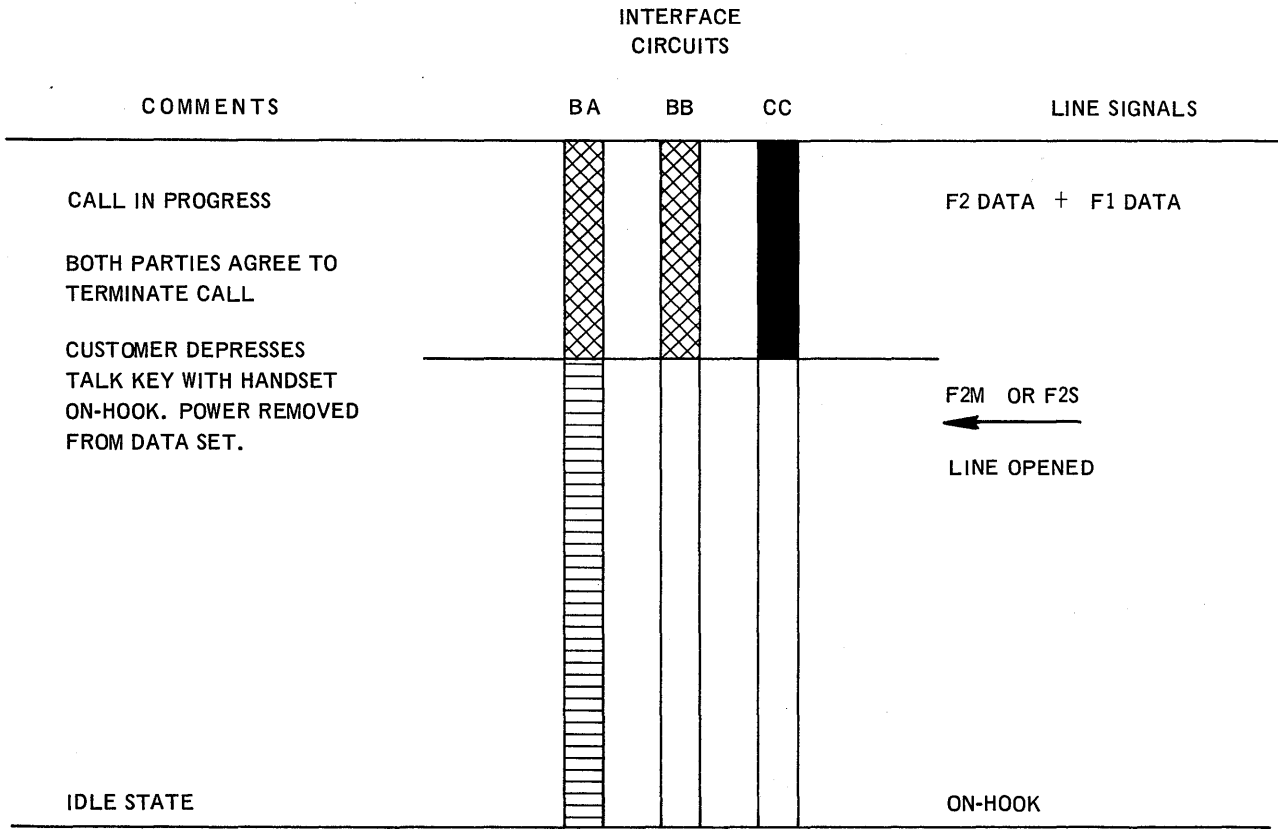 INTERFACE
CIRCUITS
COMMENTS BA BB CC LINE SIGNALS
CALL IN PROGRESS F2 DATA + F1 DATA
BOTH PARTIES AGREE TO
TERMINATE CALL
CUSTOMER DEPRESSES
TALK KEY WITH HANDSET
ON-HOOK. POWER REMOVED
FROM DATA SET.
F2M OR F2S
LINE OPENED
IDLE STATE ON-HOOK